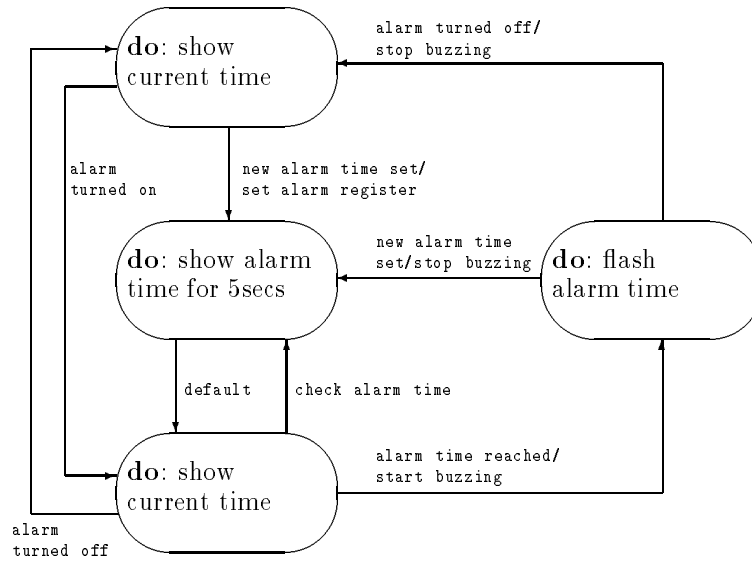 alarm turned off/
stop buzzing
do: show
current time
alarm
turned on
new alarm time set/
set alarm register
new alarm time
set/stop buzzing
do: show alarm
time for 5secs
do: flash
alarm time
default
check alarm time
alarm time reached/
start buzzing
do: show
current time
alarm
turned off